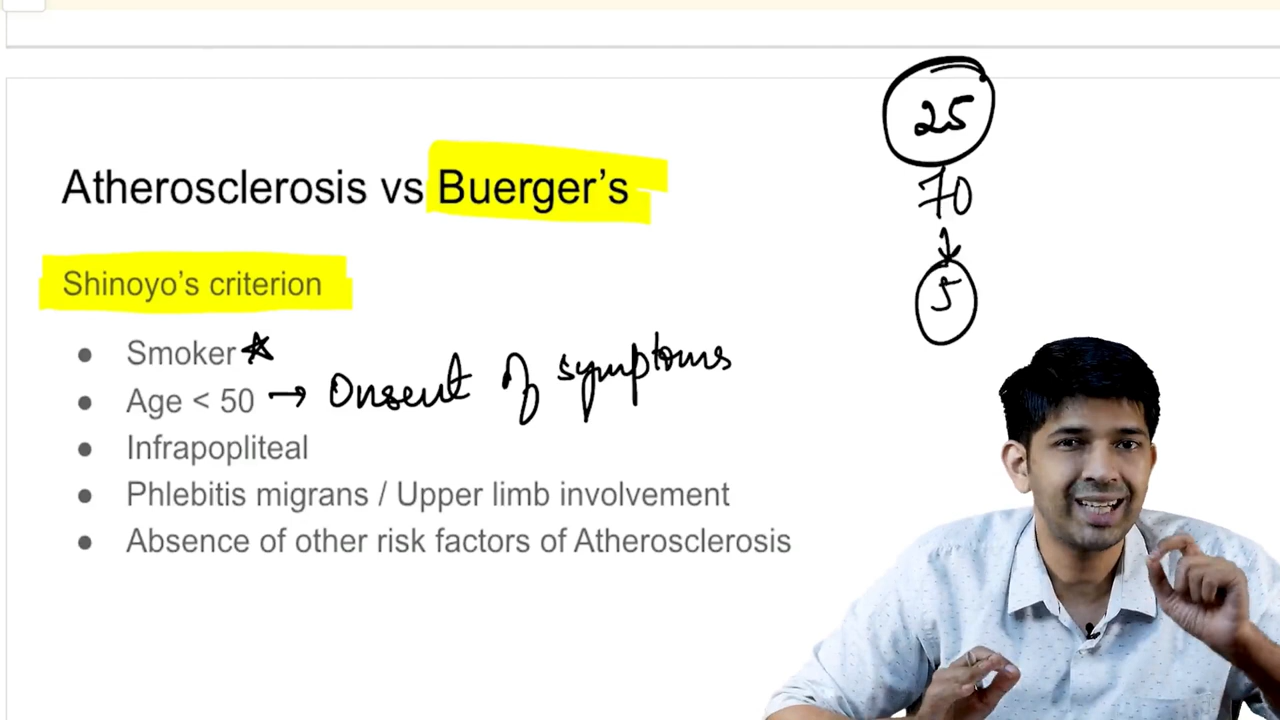 Atherosclerosis vs Buerger’s
Shinoyo’s criterion
● Smoker
● Age < 50 → Onsent of symptoms
● Infrapopliteal
● Phlebitis migrans / Upper limb involvement
● Absence of other risk factors of Atherosclerosis
25
70
5